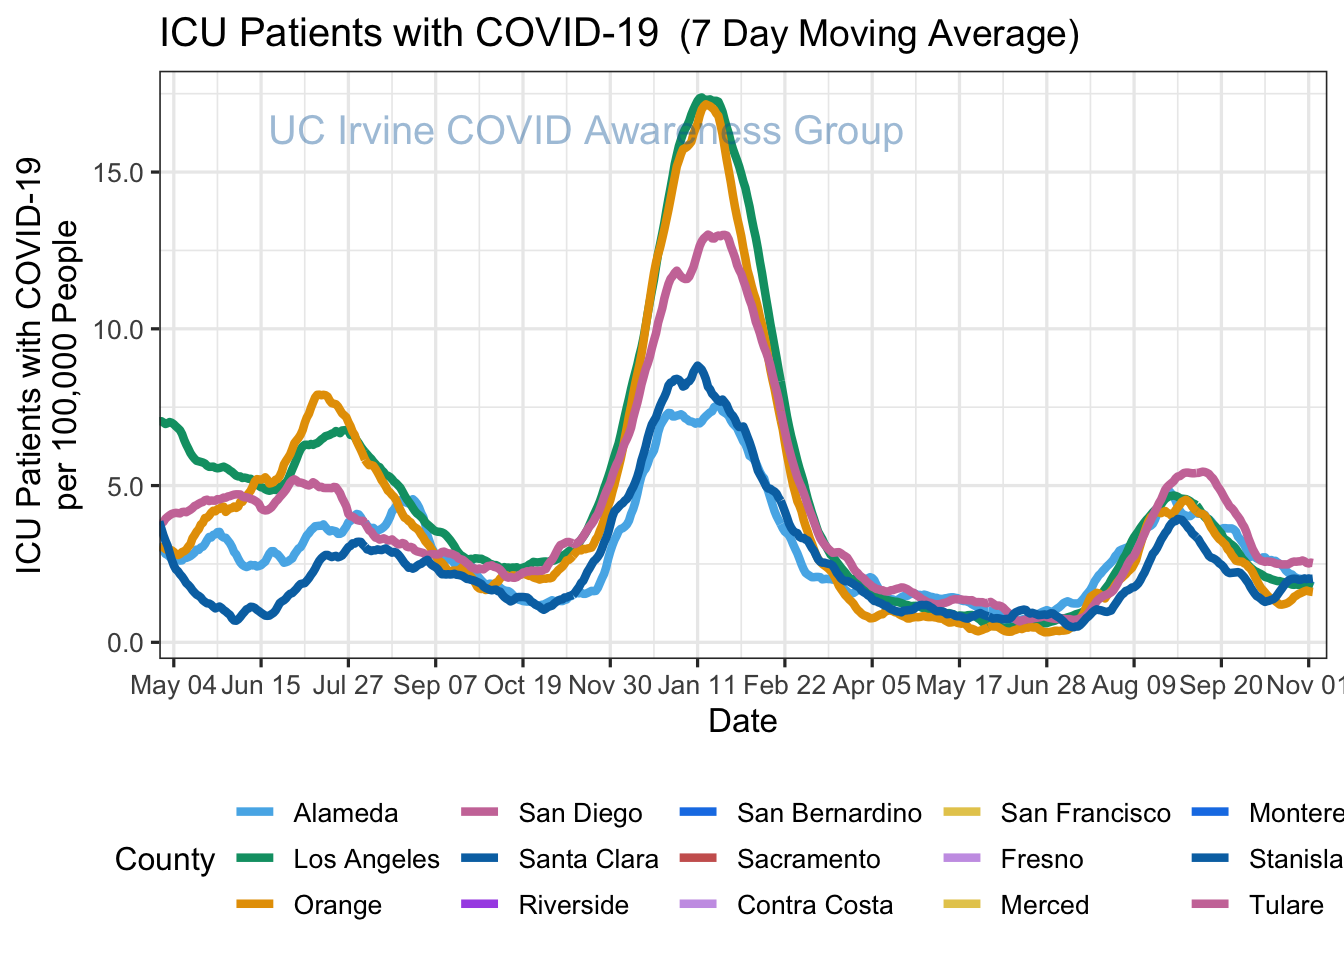 ICU Patients with COVID-19 (7 Day Moving Average)
UC Irvine COVID Awareness Group
ICU Patients with COVID-19
per 100,000 People
15.0
10.0
5.0
0.0
May 04 Jun 15 Jul 27 Sep 07 Oct 19 Nov 30 Jan 11 Feb 22 Apr 05 May 17 Jun 28 Aug 09 Sep 20 Nov 01
Date
County
Alameda San Diego San Bernardino San Francisco Montere
Los Angeles Santa Clara Sacramento Fresno Stanisla
Orange Riverside Contra Costa Merced Tulare